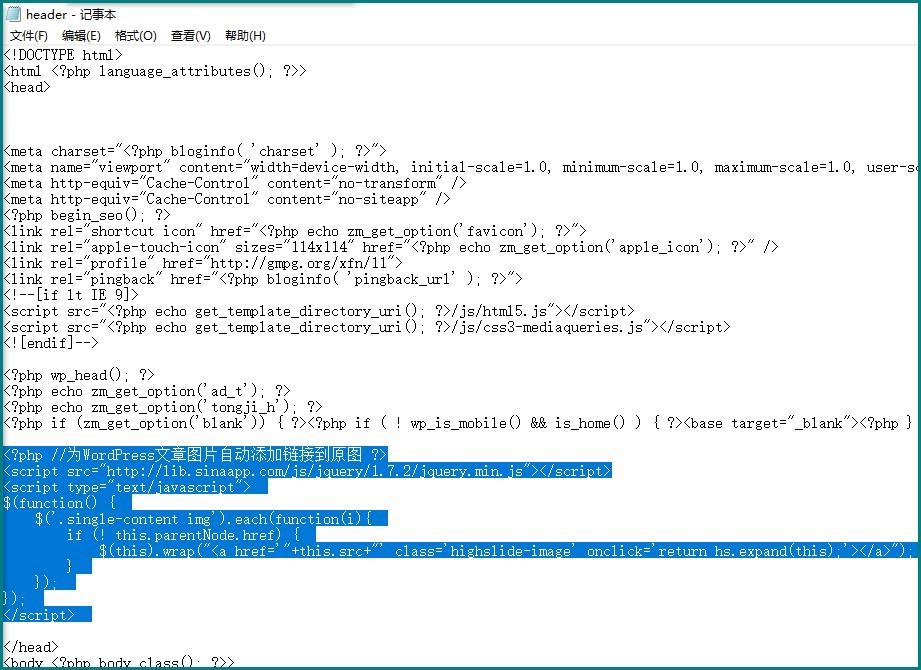 header - 记事本
文件(F) 编辑(E) 格式(O) 查看(V) 帮助(H)
<!DOCTYPE html>
<html <?php language_attributes(); ?>>
<head>
<meta charset="<?php bloginfo( 'charset' ); ?>">
<meta name="viewport" content="width=device-width, initial-scale=1.0, minimum-scale=1.0, maximum-scale=1.0, user-sc
<meta http-equiv="Cache-Control" content="no-transform" />
<meta http-equiv="Cache-Control" content="no-siteapp" />
<?php begin_seo(); ?>
<link rel="shortcut icon" href="<?php echo zm_get_option('favicon'); ?>">
<link rel="apple-touch-icon" sizes="114x114" href="<?php echo zm_get_option('apple_icon'); ?>" />
<link rel="profile" href="http://gmpg.org/xfn/11">
<link rel="pingback" href="<?php bloginfo( 'pingback_url' ); ?>">
<!--[if lt IE 9]>
<script src="<?php echo get_template_directory_uri(); ?>/js/html5.js"></script>
<script src="<?php echo get_template_directory_uri(); ?>/js/css3-mediaqueries.js"></script>
<![endif]-->
<?php wp_head(); ?>
<?php echo zm_get_option('ad_t'); ?>
<?php echo zm_get_option('tongji_h'); ?>
<?php if (zm_get_option('blank')) { ?><?php if ( ! wp_is_mobile() && is_home() ) { ?><base target="_blank"><?php }
<?php //为WordPress文章图片自动添加链接到原图 ?>
<script src="http://lib.sinaapp.com/js/jquery/1.7.2/jquery.min.js"></script>
<script type="text/javascript">
$(function() {
$('.single-content img').each(function(i){
if (! this.parentNode.href) {
$(this).wrap("<a href='"+this.src+"' class='highslide-image' onclick='return hs.expand(this);'></a>");
}
});
});
</script>
</head>
<body <?php body_class(); ?>>